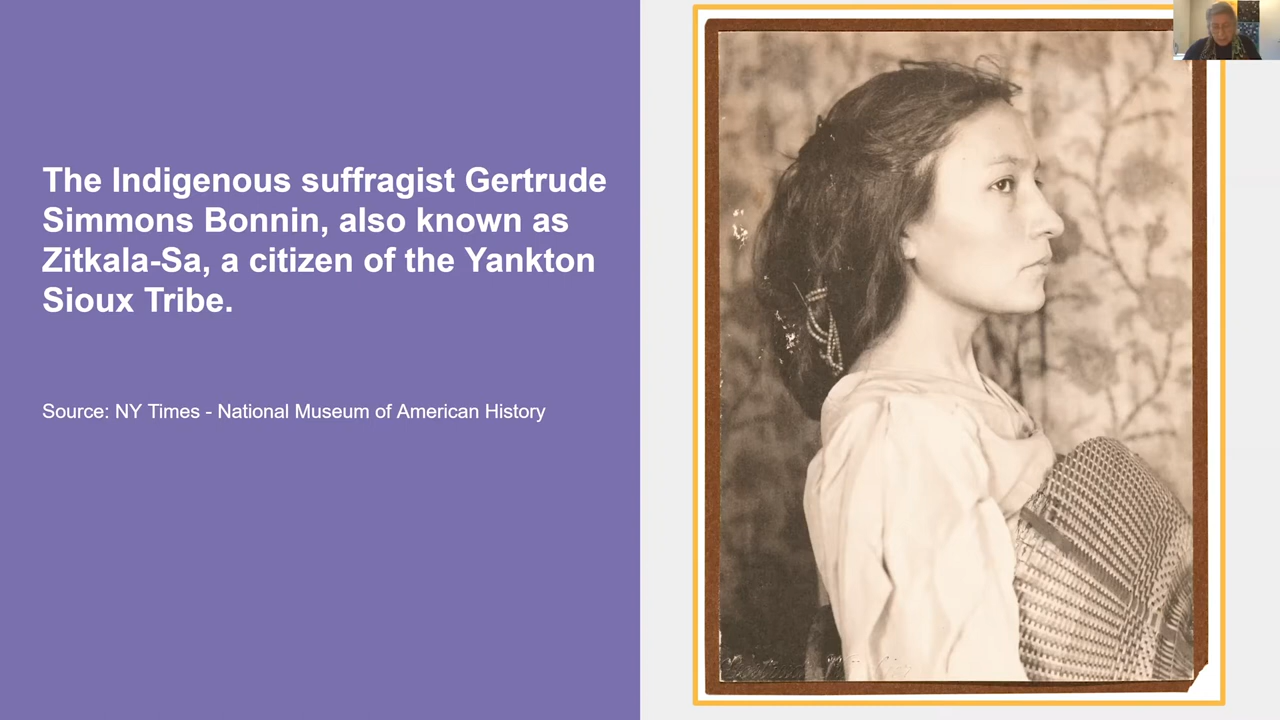 The Indigenous suffragist Gertrude
Simmons Bonnin, also known as
Zitkala-Sa, a citizen of the Yankton
Sioux Tribe.
Source: NY Times - National Museum of American History